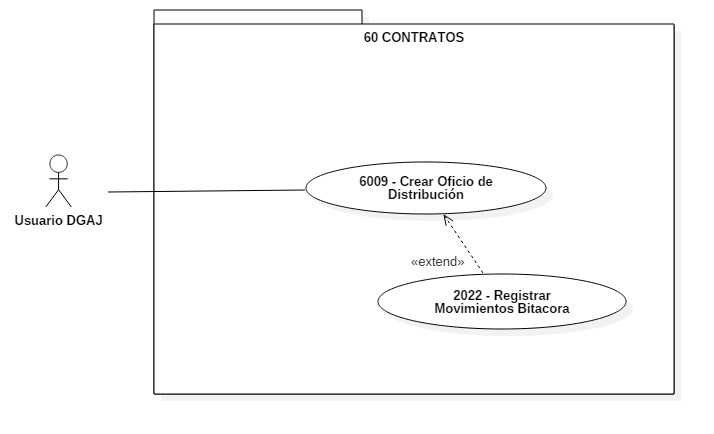 60 CONTRATOS
6009 - Crear Oficio de
Distribución
Usuario DGAJ
«extend»
2022 - Registrar
Movimientos Bitacora